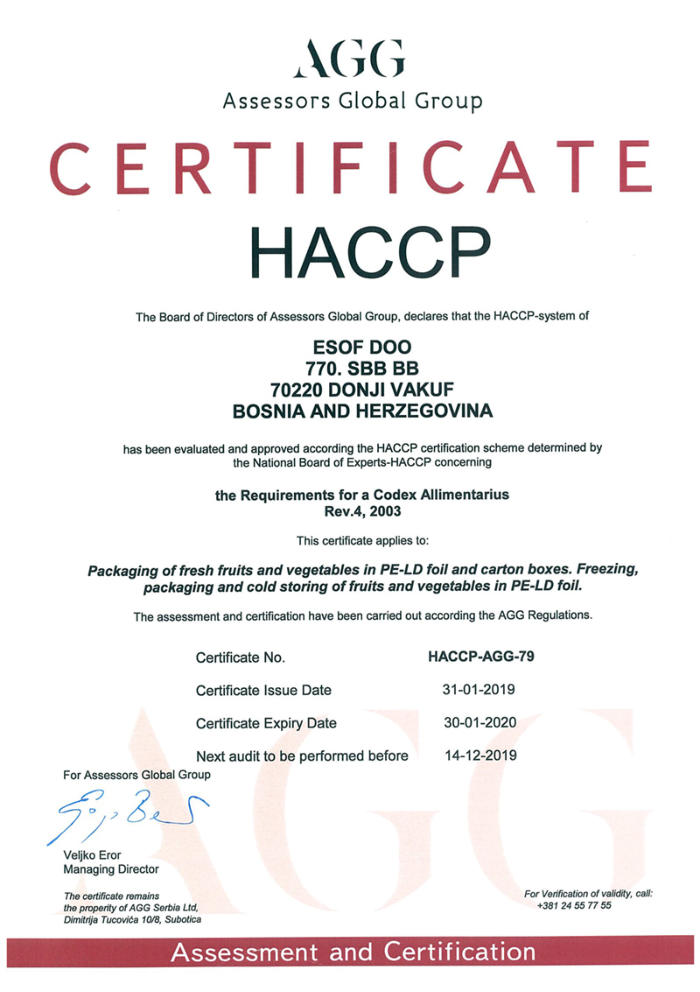 AGG
Assessors Global Group
CERTIFICATE
HACCP
The Board of Directors of Assessors Global Group, declares that the HACCP-system of
ESOF DOO
770. SBB BB
70220 DONJI VAKUF
BOSNIA AND HERZEGOVINA
has been evaluated and approved according the HACCP certification scheme determined by
the National Board of Experts-HACCP concerning
the Requirements for a Codex Allimentarius
Rev.4, 2003
This certificate applies to:
Packaging of fresh fruits and vegetables in PE-LD foil and carton boxes. Freezing,
packaging and cold storing of fruits and vegetables in PE-LD foil.
The assessment and certification have been carried out according the AGG Regulations.
Certificate No. HACCP-AGG-79
Certificate Issue Date 31-01-2019
Certificate Expiry Date 30-01-2020
Next audit to be performed before 14-12-2019
For Assessors Global Group
Veljko Eror
Managing Director
The certificate remains
the properity of AGG Serbia Ltd,
Dimitrija Tucovića 10/8, Subotica
For Verification of validity, call:
+381 24 55 77 55
AGG
Assessment and Certification